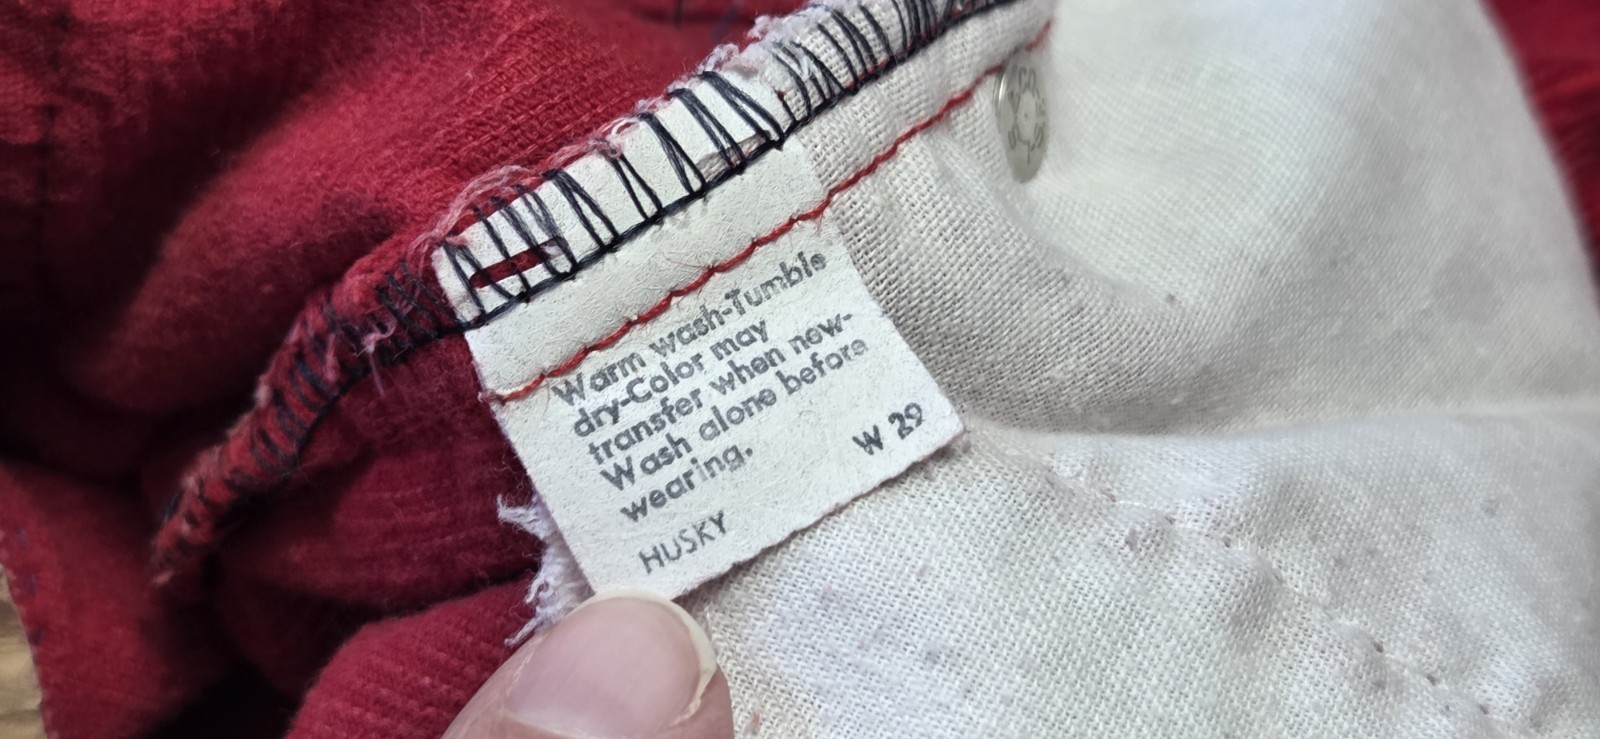 Warm wash-Tumble
dry-Color may
transfer when new-
Wash alone before
wearing.
W 29
HUSKY